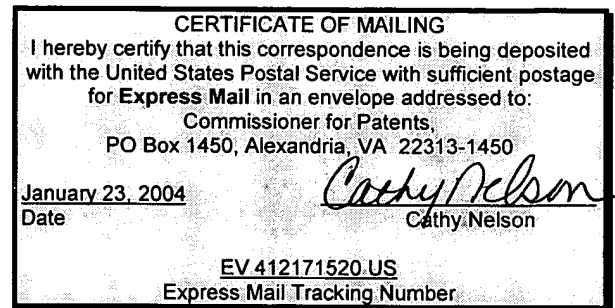 CERTIFICATE OF MAILING
I hereby certify that this correspondence is being deposited
with the United States Postal Service with sufficient postage
for Express Mail in an envelope addressed to:
Commissioner for Patents,
PO Box 1450, Alexandria, VA 22313-1450
January 23, 2004 Cathy Nelson
Date Cathy Nelson
EV 412171520 US
Express Mail Tracking Number